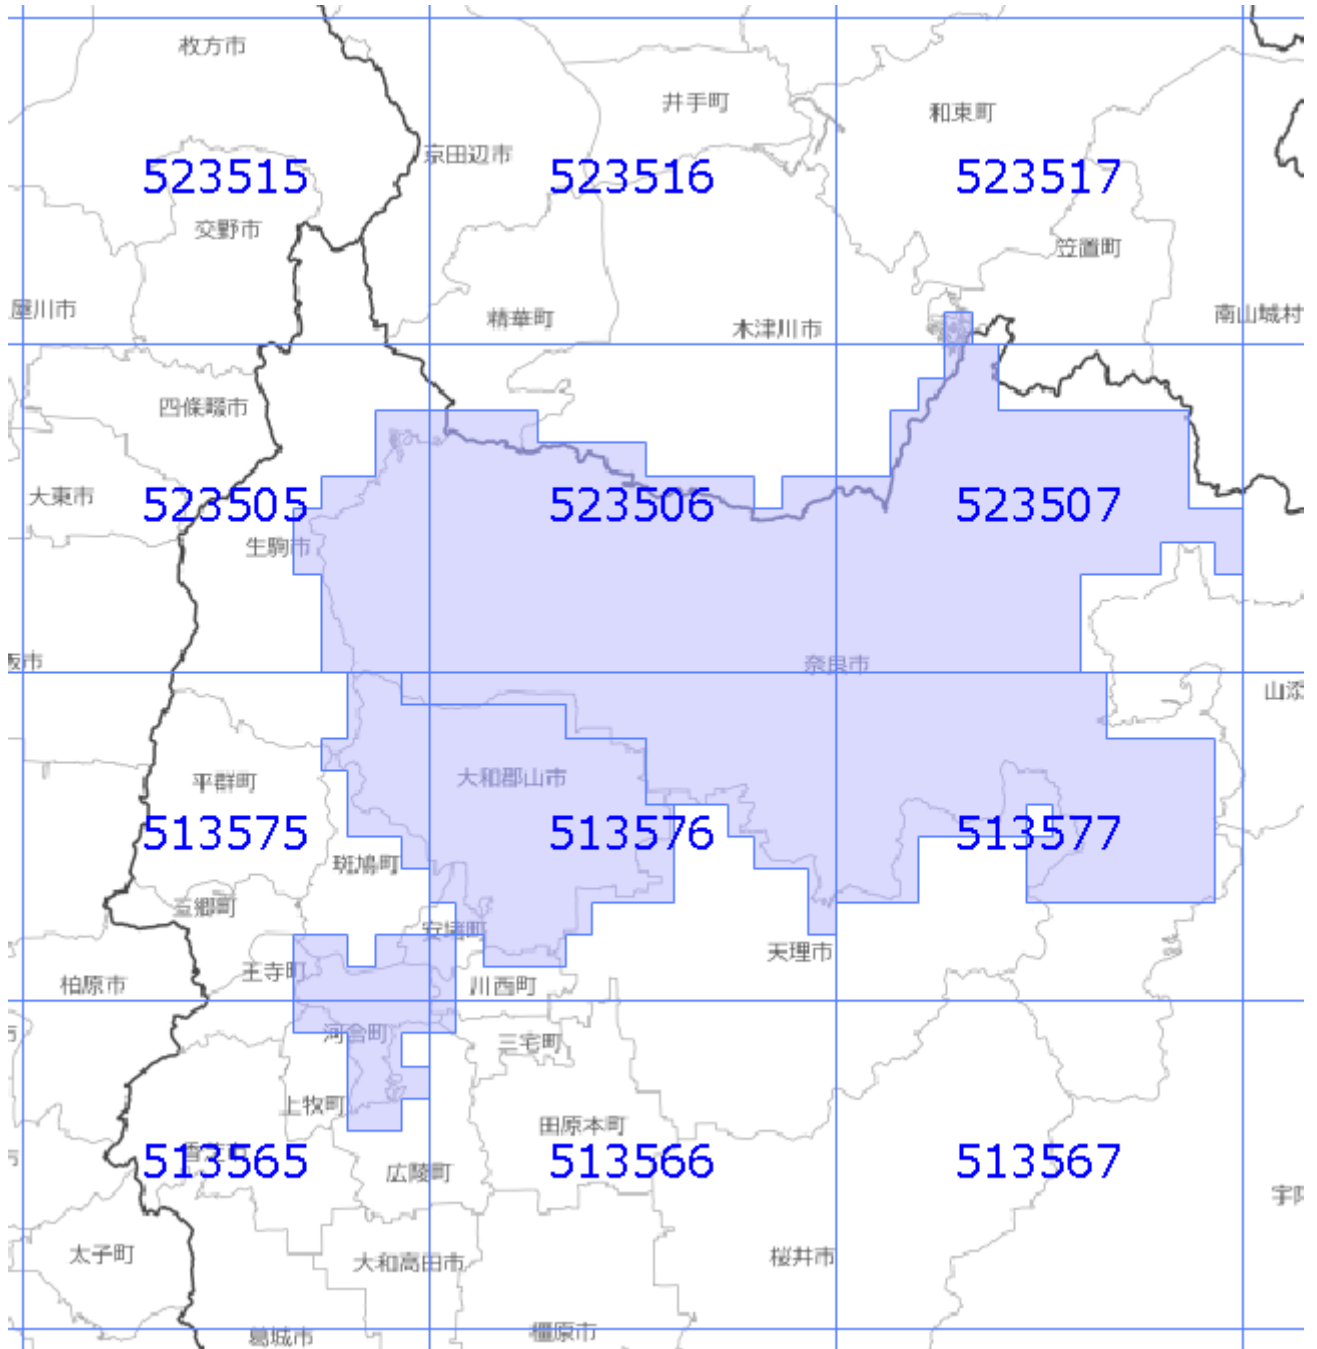 枚方市
井手町
和束町
京田辺市
523515
523516
523517
交野市
笠置町
屋川市
精華町
木津川市
南山城村
四條畷市
大東市
523505
523506
523507
生駒市
阪市
奈良市
山添
平群町
大和郡山市
513575
513576
513577
斑鳩町
三郷町
安堵町
天理市
柏原市
王寺町
川西町
河合町
三宅町
上牧町
田原本町
香芝市
513565
513566
513567
広陵町
太子町
大和高田市
桜井市
葛城市
橿原市